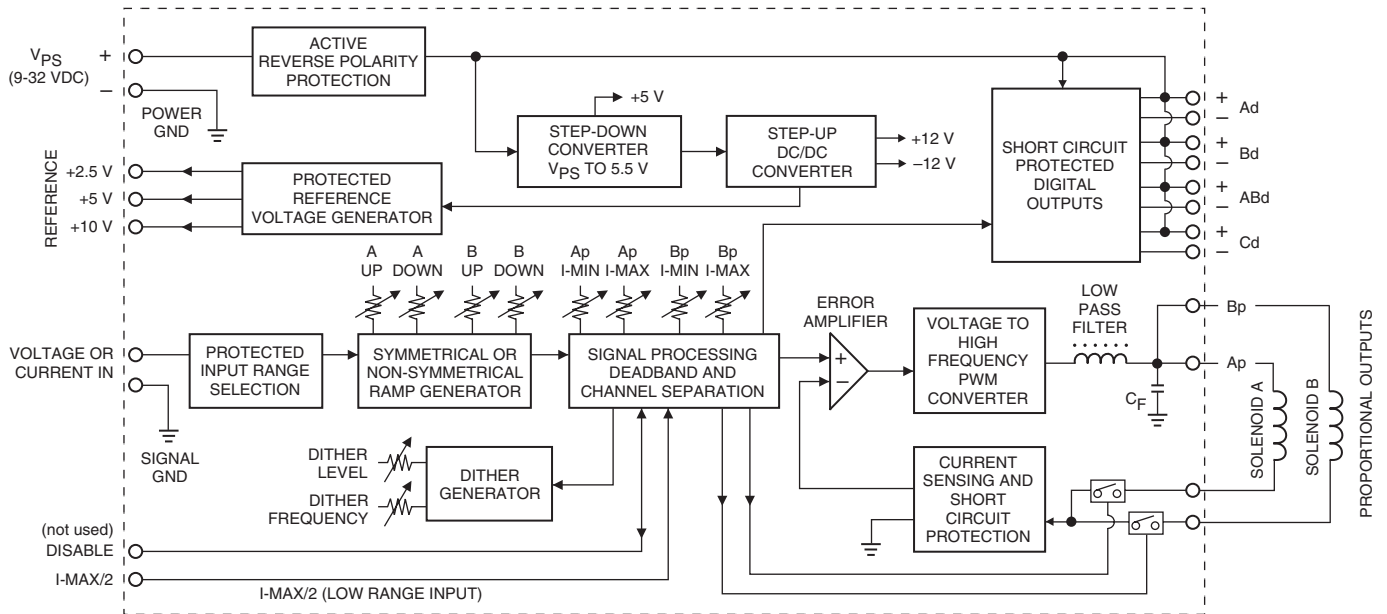 VPS
(9-32 VDC)
+
−
POWER
GND
ACTIVE
REVERSE POLARITY
PROTECTION
+5 V
STEP-DOWN
CONVERTER
VPS TO 5.5 V
STEP-UP
DC/DC
CONVERTER
+12 V
−12 V
SHORT CIRCUIT
PROTECTED
DIGITAL
OUTPUTS
+
−
Ad
+
−
Bd
+
−
ABd
+
−
Cd
REFERENCE
+2.5 V
+5 V
+10 V
PROTECTED
REFERENCE
VOLTAGE GENERATOR
A
UP
A
DOWN
B
UP
B
DOWN
Ap
I-MIN
Ap
I-MAX
Bp
I-MIN
Bp
I-MAX
VOLTAGE OR
CURRENT IN
SIGNAL
GND
PROTECTED
INPUT RANGE
SELECTION
SYMMETRICAL OR
NON-SYMMETRICAL
RAMP GENERATOR
SIGNAL PROCESSING
DEADBAND AND
CHANNEL SEPARATION
ERROR
AMPLIFIER
+
−
VOLTAGE TO
HIGH
FREQUENCY
PWM
CONVERTER
LOW
PASS
FILTER
CF
Bp
Ap
SOLENOID A
SOLENOID B
PROPORTIONAL OUTPUTS
DITHER
LEVEL
DITHER
FREQUENCY
DITHER
GENERATOR
CURRENT
SENSING AND
SHORT
CIRCUIT
PROTECTION
(not used)
DISABLE
I-MAX/2
I-MAX/2 (LOW RANGE INPUT)